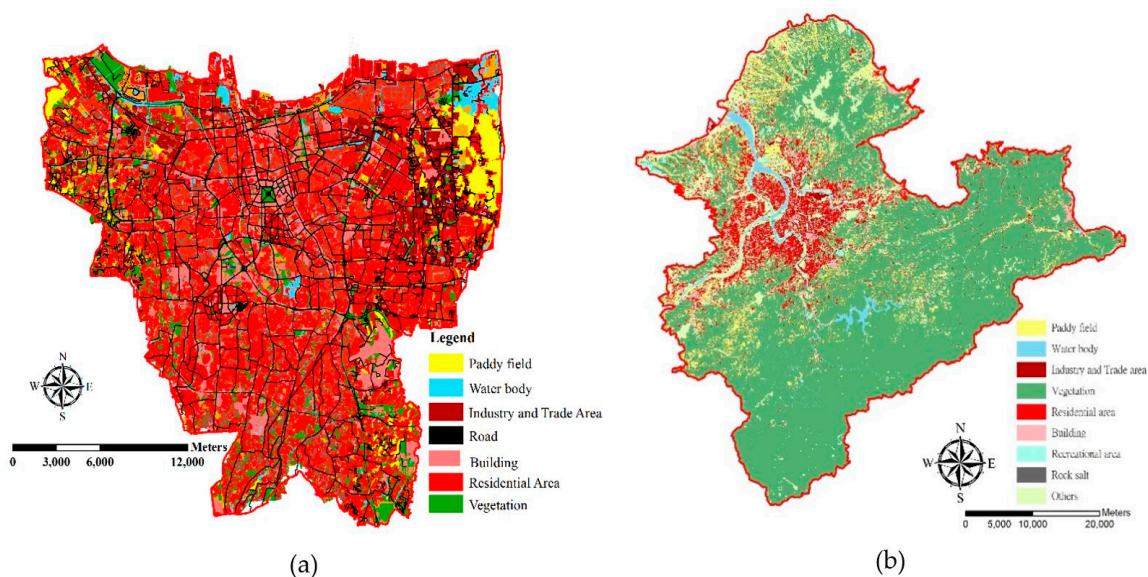 Legend
Paddy field
Water body
Industry and Trade Area
Road
Building
Residential Area
Vegetation
N
W E
S
Meters
0 3,000 6,000 12,000
(a)
Paddy field
Water body
Industry and Trade area
Vegetation
Residential area
Building
Recreational area
Rock salt
Others
N
W E
S
Meters
0 5,000 10,000 20,000
(b)